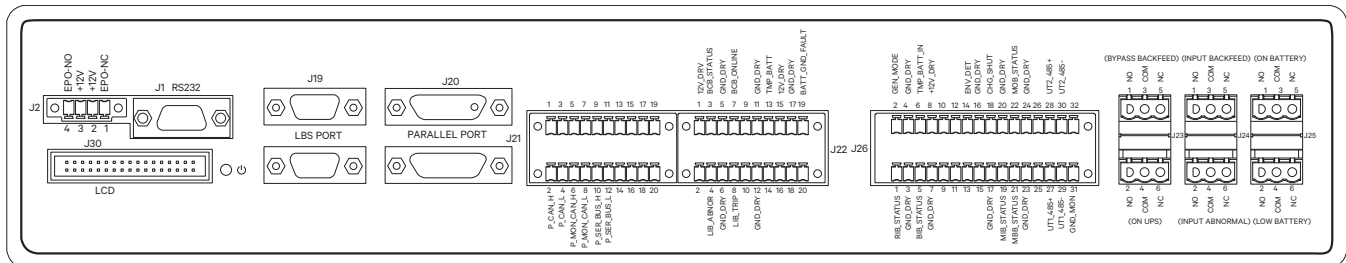 EPO-NO
+12V
+12V
EPO-NC
J2
4 3 2 1
J1 RS232
J30
LCD
J19
LBS PORT
J20
PARALLEL PORT
J21
1 3 5 7 9 11 13 15 17 19
2 4 6 8 10 12 14 16 18 20
P_CAN_H
P_CAN_L
P_MON_CAN_H
P_MON_CAN_L
P_SER_BUS_H
P_SER_BUS_L
12V_DRV
BCB_STATUS
GND_DRY
BCB_ONLINE
GND_DRY
TMP_BATT
12V_DRY
GND_DRY
BATT_GND_FAULT
1 3 5 7 9 11 13 15 17 19
J22
2 4 6 8 10 12 14 16 18 20
LIB_ABNOR
GND_DRY
LIB_TRIP
GND_DRY
GEN_MODE
GND_DRY
TMP_BATT_IN
+12V_DRY
ENV_DET
GND_DRY
CHG_SHUT
GND_DRY
MOB_STATUS
GND_DRY
UT2_485+
UT2_485-
2 4 6 8 10 12 14 16 18 20 22 24 26 28 30 32
J26
1 3 5 7 9 11 13 15 17 19 21 23 25 27 29 31
RIB_STATUS
GND_DRY
BIB_STATUS
GND_DRY
GND_DRY
MIB_STATUS
MBB_STATUS
GND_DRY
UT1_485+
UT1_485-
GND_MON
(BYPASS BACKFEED) (INPUT BACKFEED) (ON BATTERY)
NO COM NC NO COM NC NO COM NC
1 3 5 1 3 5 1 3 5
J23 J24 J25
2 4 6 2 4 6 2 4 6
NO COM NC NO COM NC NO COM NC
(ON UPS) (INPUT ABNORMAL) (LOW BATTERY)